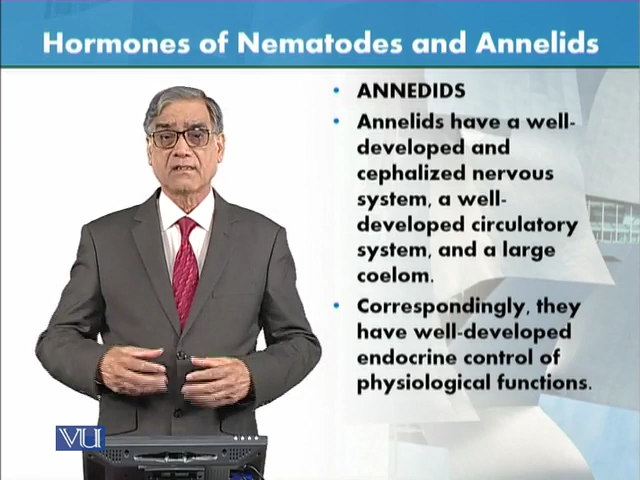 Hormones of Nematodes and Annelids
• ANNEDIDS
• Annelids have a well-
developed and
cephalized nervous
system, a well-
developed circulatory
system, and a large
coelom.
• Correspondingly, they
have well-developed
endocrine control of
physiological functions.
VU